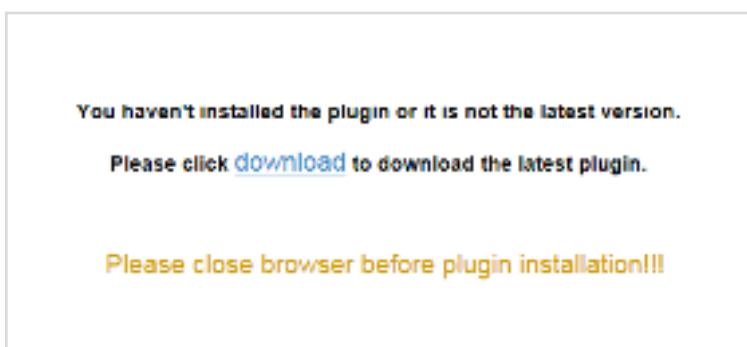 You haven't installed the plugin or it is not the latest version.
Please click download to download the latest plugin.
Please close browser before plugin installation!!!